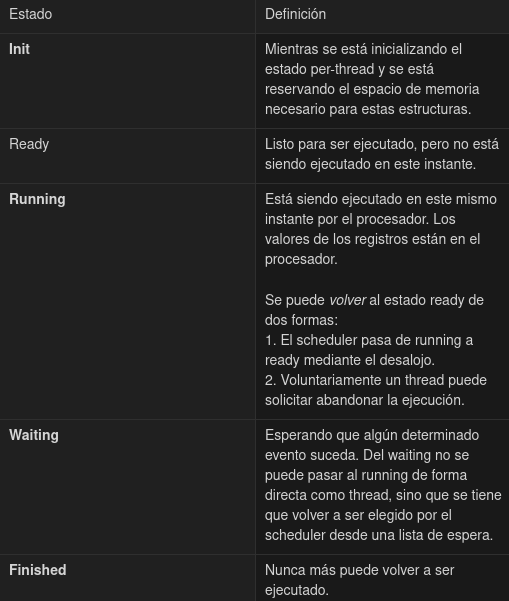 Estado
Definición
Init
Mientras se está inicializando el
estado per-thread y se está
reservando el espacio de memoria
necesario para estas estructuras.
Ready
Listo para ser ejecutado, pero no está
siendo ejecutado en este instante.
Running
Está siendo ejecutado en este mismo
instante por el procesador. Los
valores de los registros están en el
procesador.
Se puede volver al estado ready de
dos formas:
1. El scheduler pasa de running a
ready mediante el desalojo.
2. Voluntariamente un thread puede
solicitar abandonar la ejecución.
Waiting
Esperando que algún determinado
evento suceda. Del waiting no se
puede pasar al running de forma
directa como thread, sino que se tiene
que volver a ser elegido por el
scheduler desde una lista de espera.
Finished
Nunca más puede volver a ser
ejecutado.